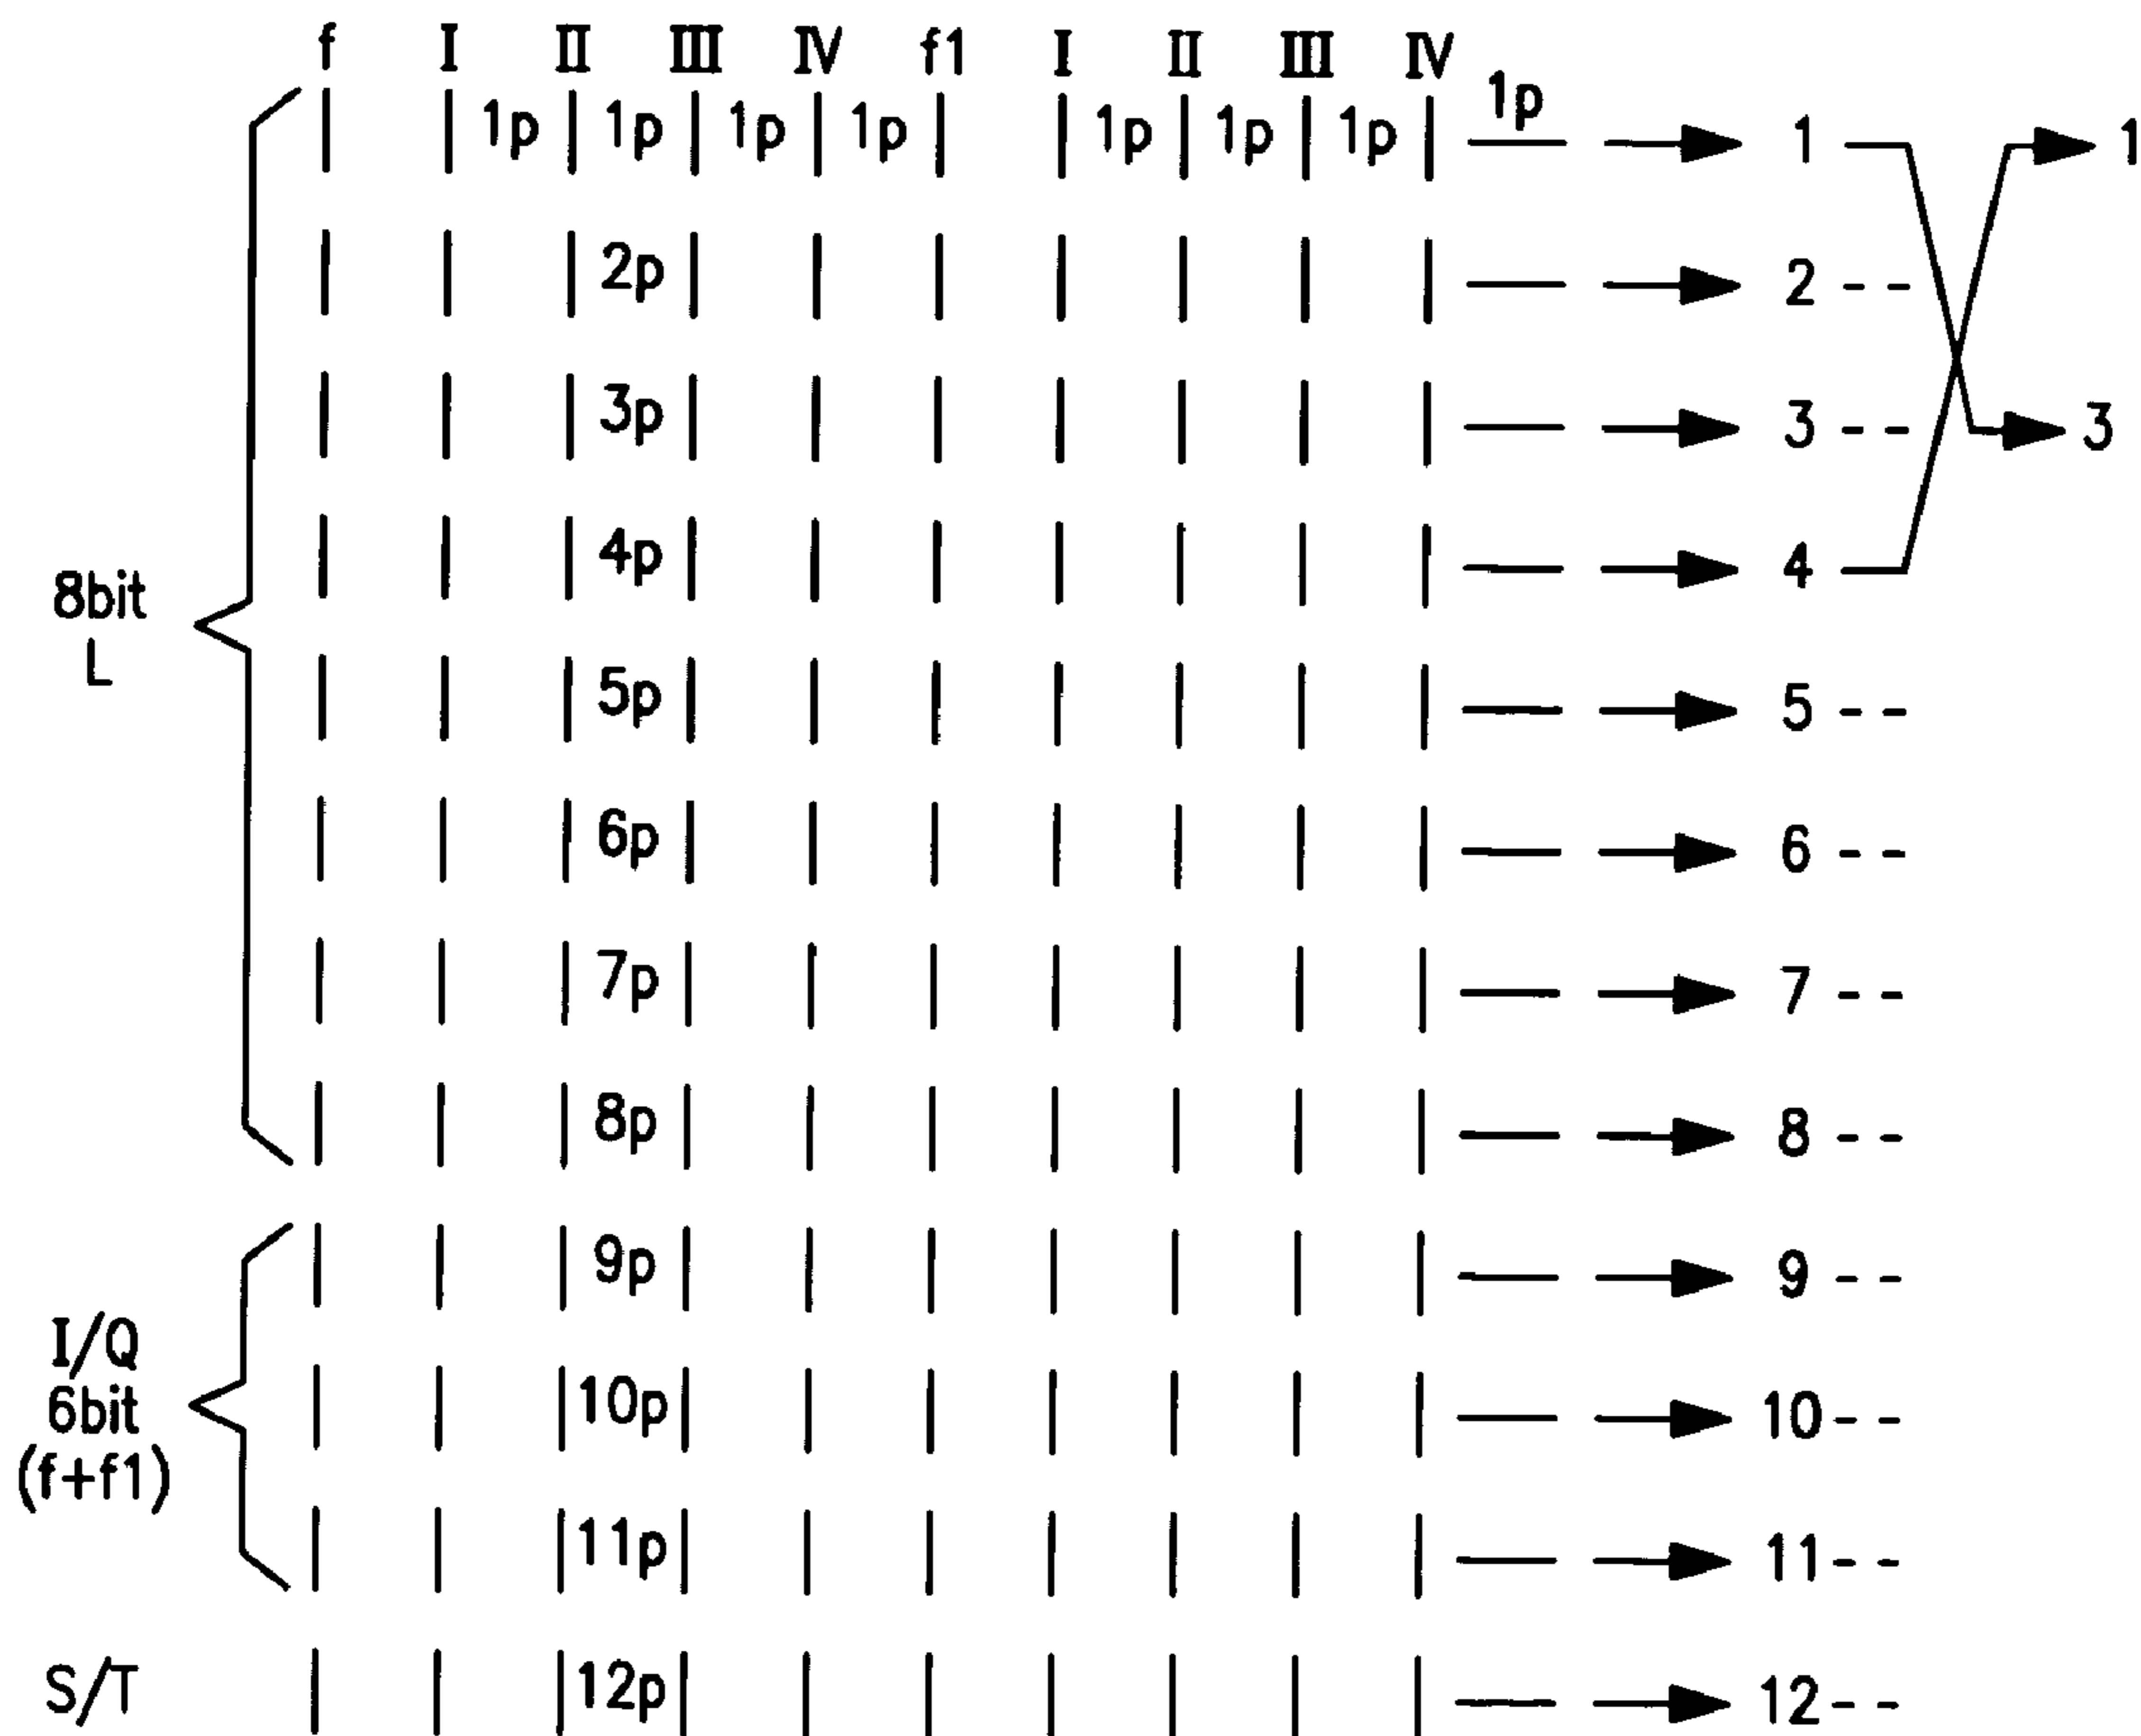 f I II III IV f1 I II III IV
1p 1p 1p 1p 1p 1p 1p 1p 1 1
2p 2
3p 3 3
4p 4
8bit
L
5p 5
6p 6
7p 7
8p 8
9p 9
I/Q
6bit
(f+f1)
10p 10
11p 11
S/T 12p 12